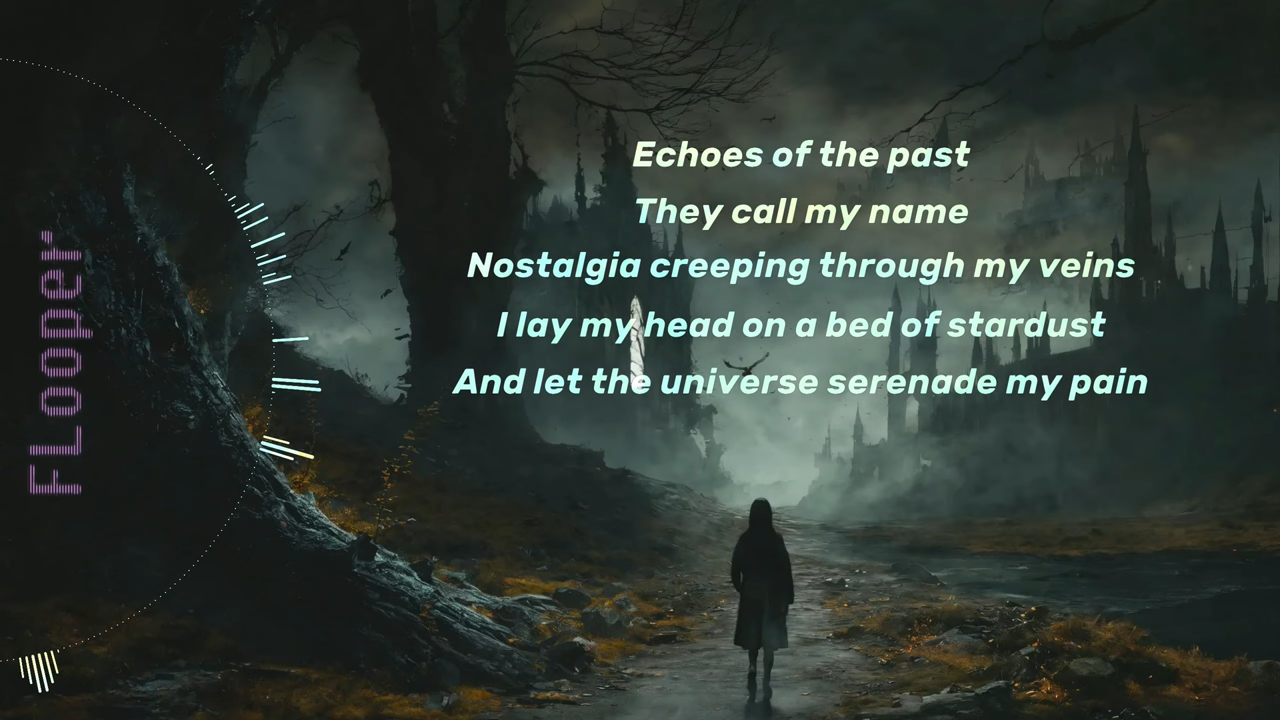 FLooper
Echoes of the past
They call my name
Nostalgia creeping through my veins
I lay my head on a bed of stardust
And let the universe serenade my pain